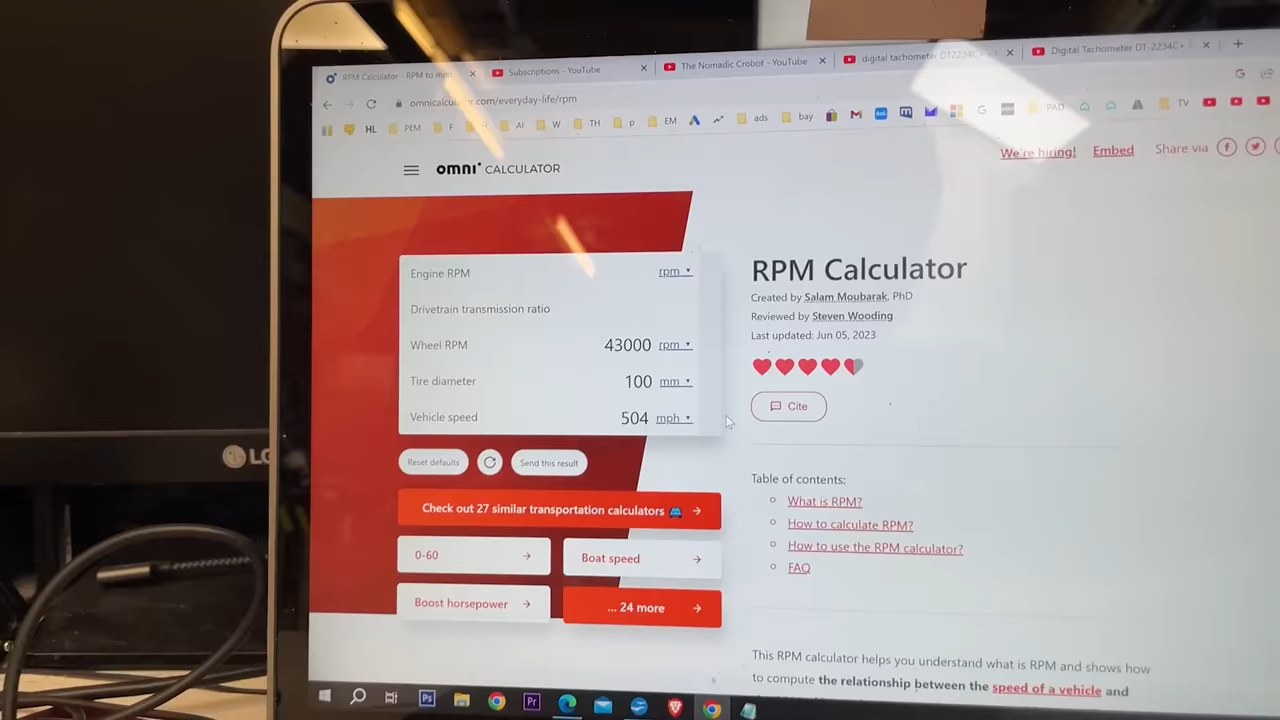 RPM Calculator - RPM to mph
Subscriptions - YouTube
The Nomadic Crobot - YouTube
digital tachometer DT2234C+
Digital Tachometer DT-2234C+
.com/everyday-life/rpm
HL
PEM
F
AI
W
TH
p
EM
ads
bay
PAD
TV
omni CALCULATOR
We're hiring!
Embed
Share via
Engine RPM
rpm
Drivetrain transmission ratio
Wheel RPM
43000 rpm
Tire diameter
100 mm
Vehicle speed
504 mph
Reset defaults
Send this result
Check out 27 similar transportation calculators
0-60
Boat speed
Boost horsepower
... 24 more
RPM Calculator
Created by Salam Moubarak, PhD
Reviewed by Steven Wooding
Last updated: Jun 05, 2023
Cite
Table of contents:
What is RPM?
How to calculate RPM?
How to use the RPM calculator?
FAQ
This RPM calculator helps you understand what is RPM and shows how
to compute the relationship between the speed of a vehicle and
LG
Ps
Pr